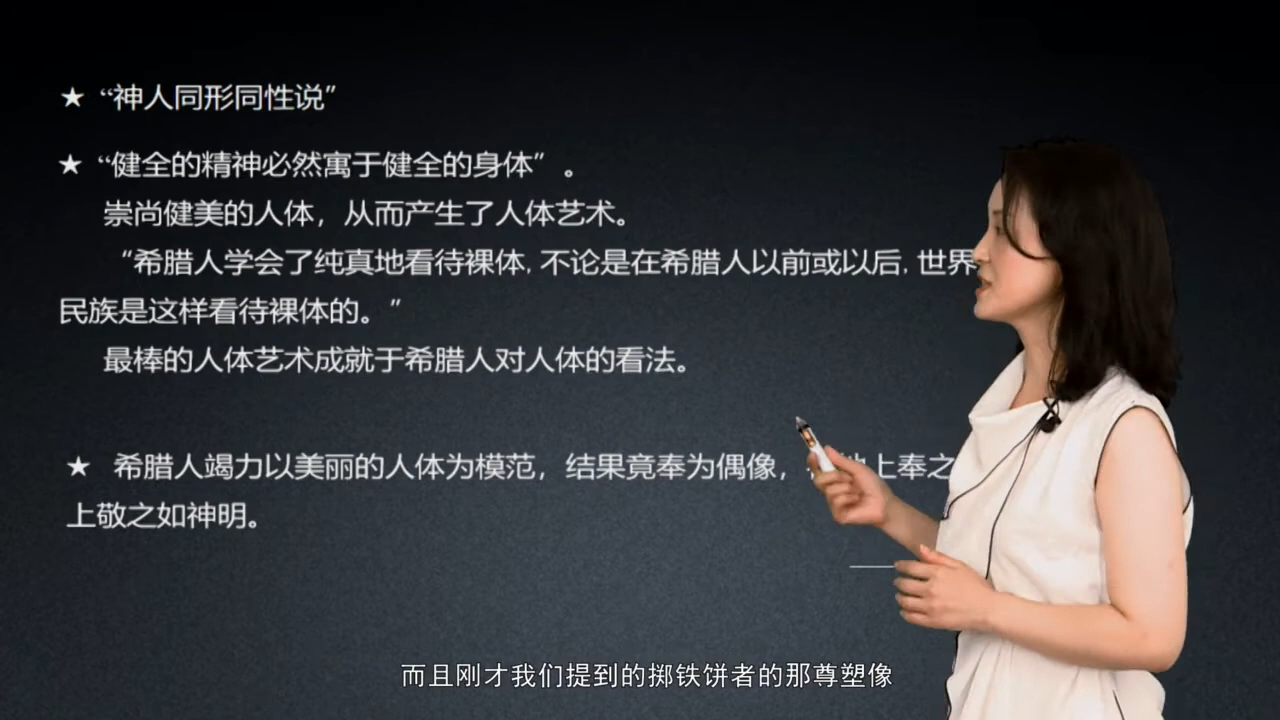 ★ “神人同形同性说”
★ “健全的精神必然寓于健全的身体”。
崇尚健美的人体，从而产生了人体艺术。
“希腊人学会了纯真地看待裸体，不论是在希腊人以前或以后，世界
民族是这样看待裸体的。”
最棒的人体艺术成就于希腊人对人体的看法。
★ 希腊人竭力以美丽的人体为模范，结果竟奉为偶像，地上奉之
上敬之如神明。
而且刚才我们提到的掷铁饼者的那尊塑像